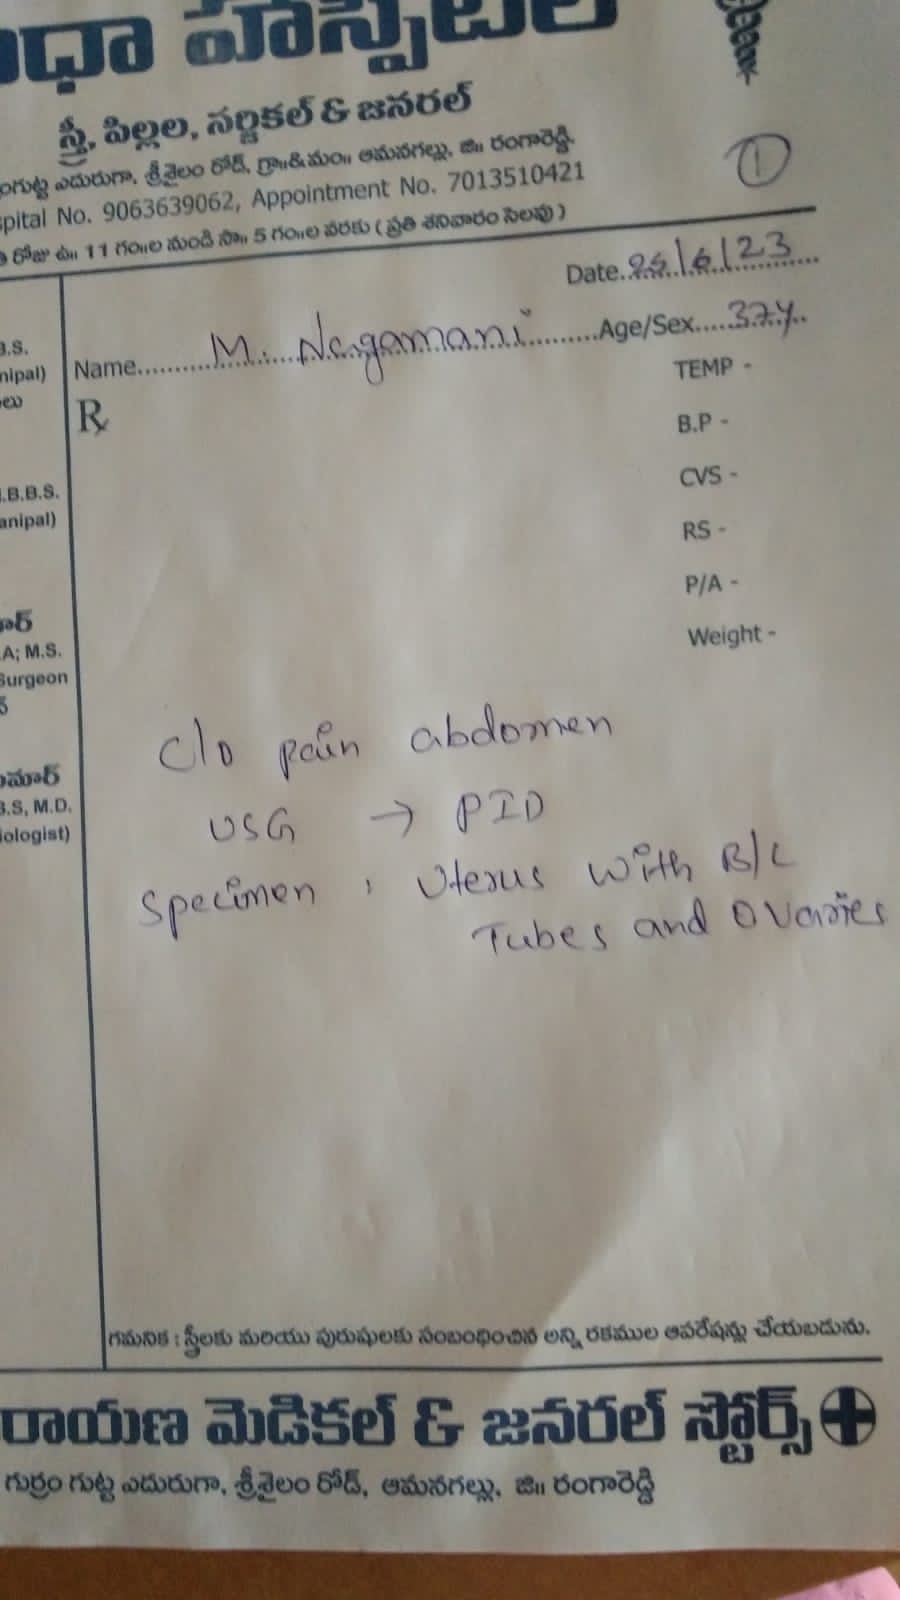 హాస్పిటల్
స్త్రీ, పిల్లల, సర్జికల్ & జనరల్
ఎదురుగా, శ్రీశైలం రోడ్, గ్రా॥&మం॥ ఆమనగల్లు, జి॥ రంగారెడ్డి.
spital No. 9063639062, Appointment No. 7013510421
రోజు ఉ॥ 11 గం॥ల నుండి సా॥ 5 గం॥ల వరకు ( ప్రతి శనివారం సెలవు )
1
Date..25/6/23
Name.....M. Nagamani.....Age/Sex.....37y..
B.S.
nipal)
TEMP -
R
B.P -
CVS -
.B.B.S.
anipal)
RS -
P/A -
A; M.S.
Surgeon
Weight -
C/o pain abdomen
B.S, M.D.
iologist)
USG → PID
Specimen : Uterus with B/L
Tubes and Ovaries
గమనిక : స్త్రీలకు మరియు పురుషులకు సంబంధించిన అన్ని రకముల ఆపరేషన్లు చేయబడును.
రాయణ మెడికల్ & జనరల్ స్టోర్స్
గుర్రం గుట్ట ఎదురుగా, శ్రీశైలం రోడ్, ఆమనగల్లు, జి॥ రంగారెడ్డి